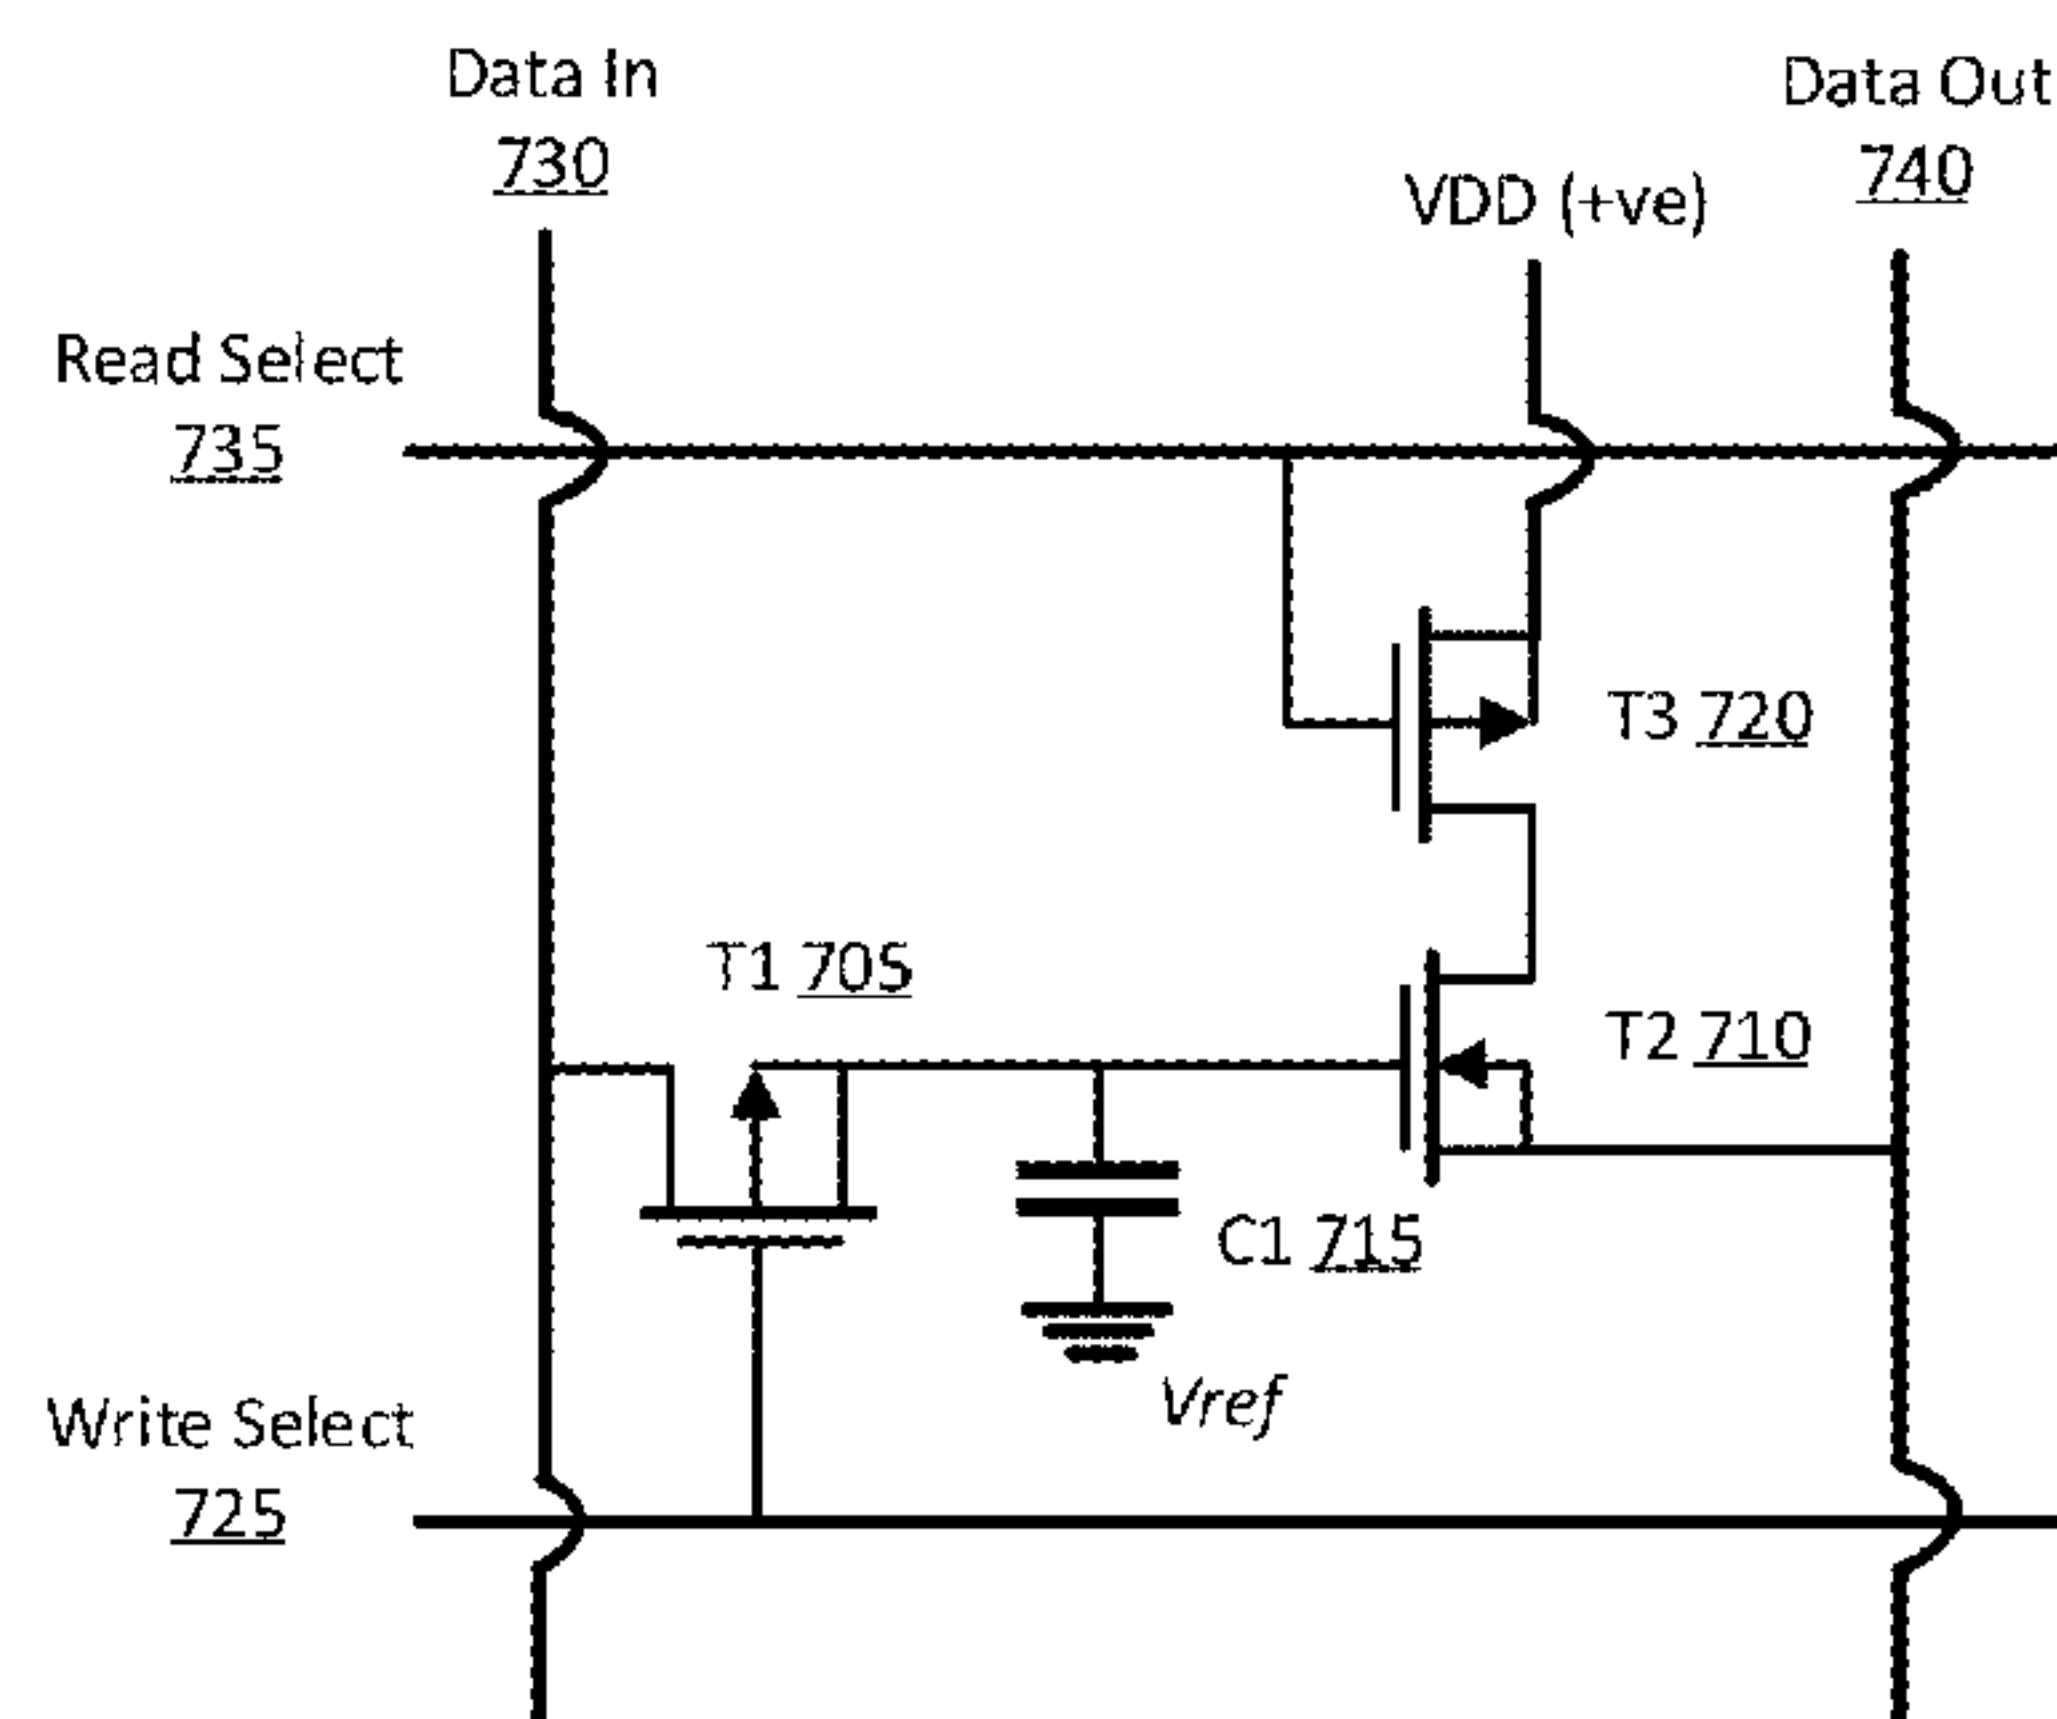 Data In
730
Data Out
740
VDD (+ve)
Read Select
735
T3 720
T1 705
T2 710
C1 715
Vref
Write Select
725